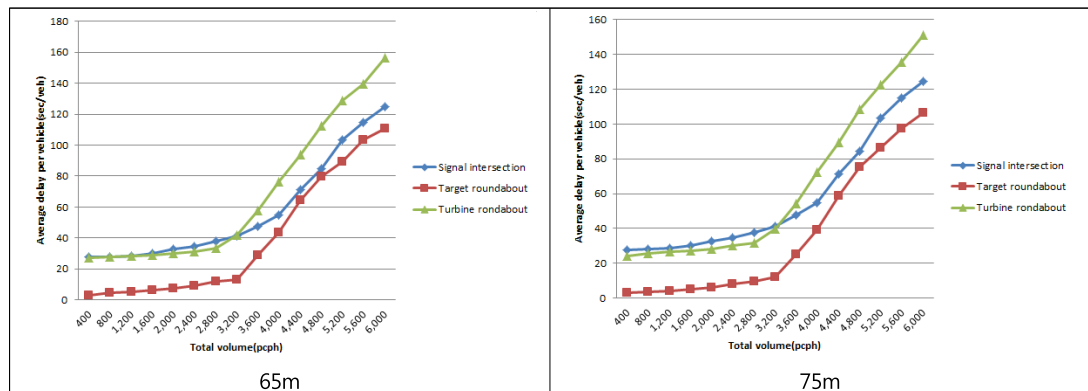 180
160
140
120
100
80
60
40
20
0
Average delay per vehicle(sec/veh)
400 800 1,200 1,600 2,000 2,400 2,800 3,200 3,600 4,000 4,400 4,800 5,200 5,600 6,000
Total volume(pcph)
Signal intersection
Target roundabout
Turbine rondabout
65m
160
140
120
100
80
60
40
20
0
Average delay per vehicle(sec/veh)
400 800 1,200 1,600 2,000 2,400 2,800 3,200 3,600 4,000 4,400 4,800 5,200 5,600 6,000
Total volume(pcph)
Signal intersection
Target roundabout
Turbine rondabout
75m